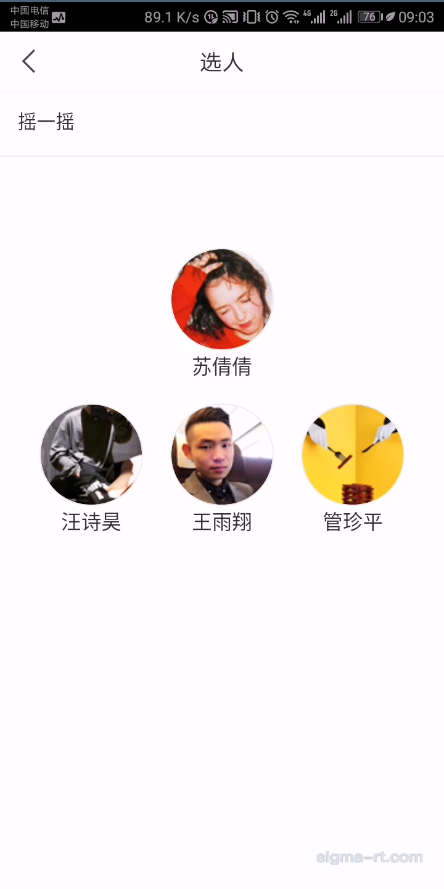 中国电信
中国移动
89.1 K/s 4G 2G 76 09:03
选人
摇一摇
苏倩倩
汪诗昊 王雨翔 管珍平
sigma-rt.com